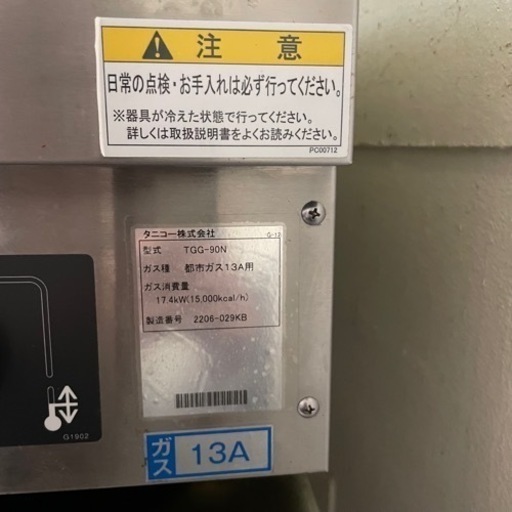 注意
日常の点検・お手入れは必ず行ってください。
※器具が冷えた状態で行ってください。
詳しくは取扱説明書をよくお読みください。
PC00712
タニコー株式会社
G-12
型式 TGG-90N
ガス種 都市ガス13A用
ガス消費量
17.4kW(15,000kcal/h)
製造番号 2206-029KB
G1902
ガス 13A